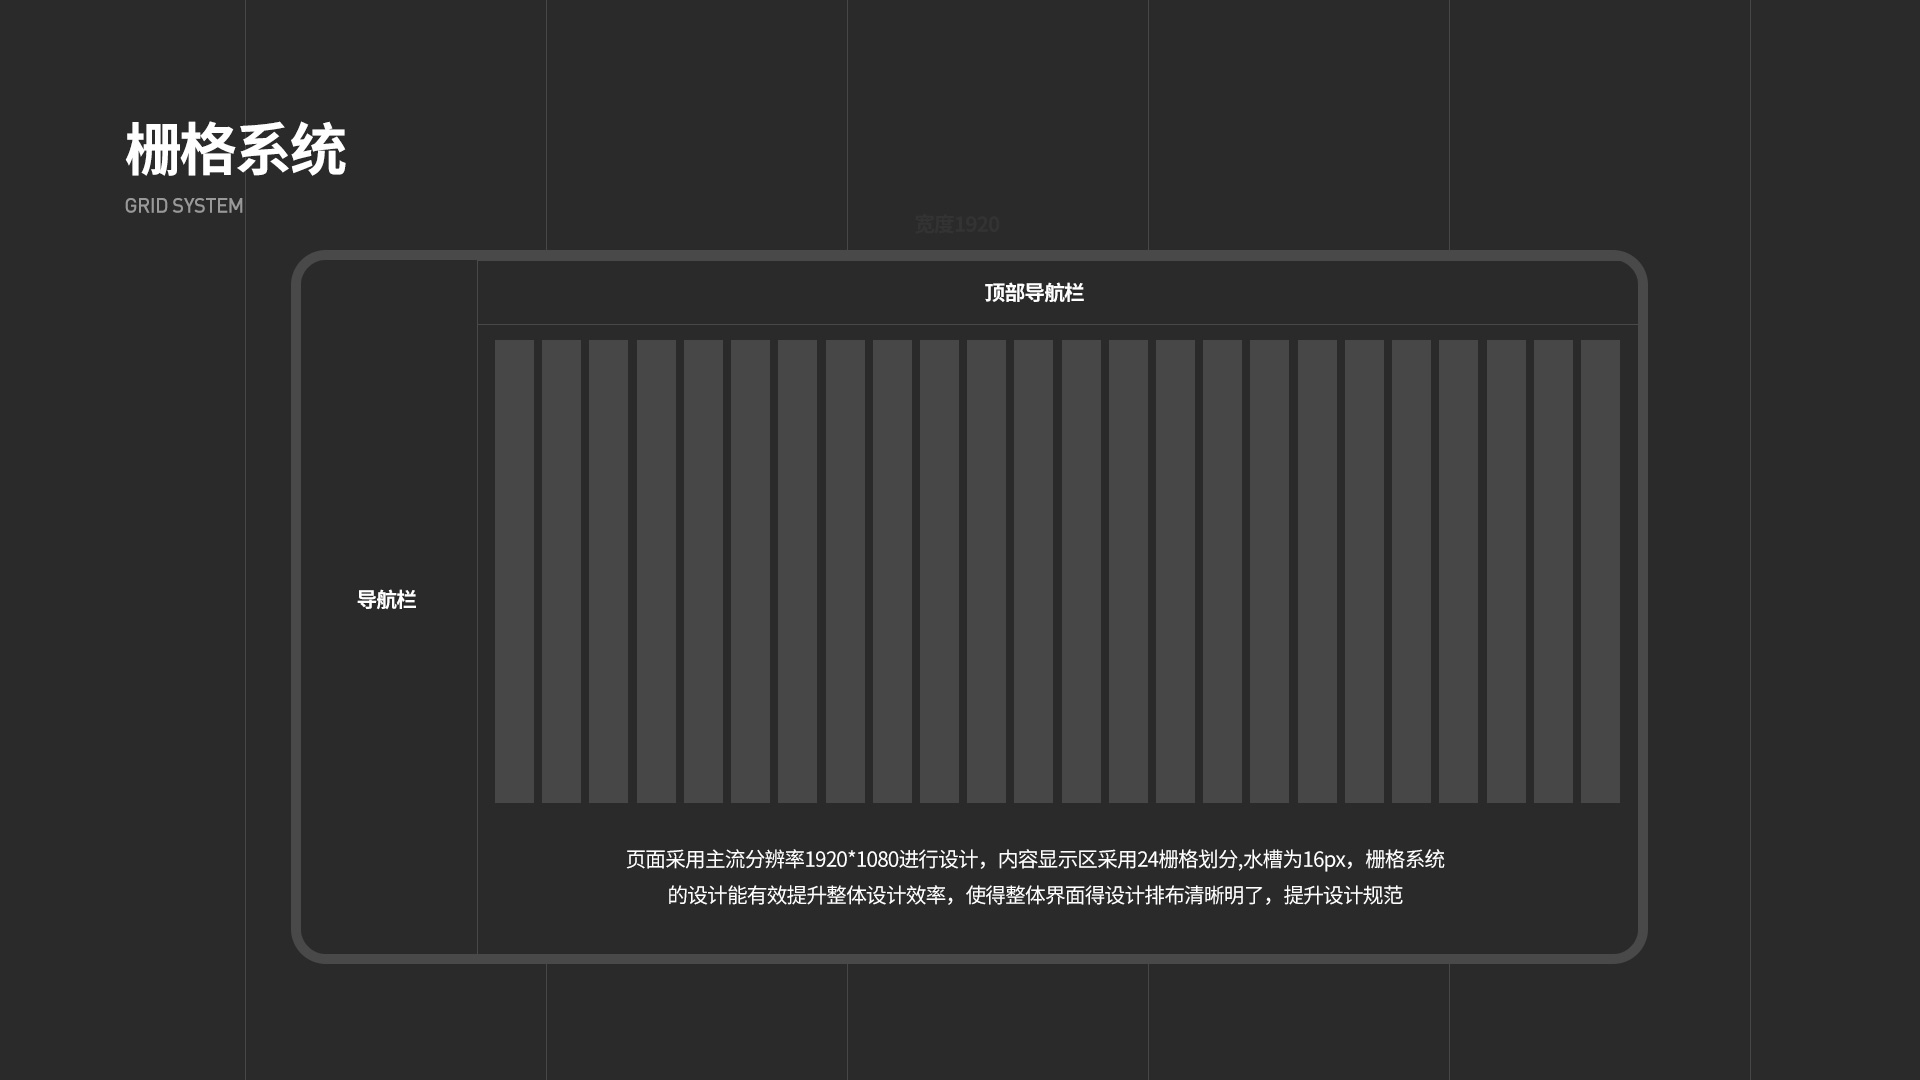 栅格系统
GRID SYSTEM
宽度1920
顶部导航栏
导航栏
页面采用主流分辨率1920*1080进行设计，内容显示区采用24栅格划分,水槽为16px，栅格系统
的设计能有效提升整体设计效率，使得整体界面得设计排布清晰明了，提升设计规范